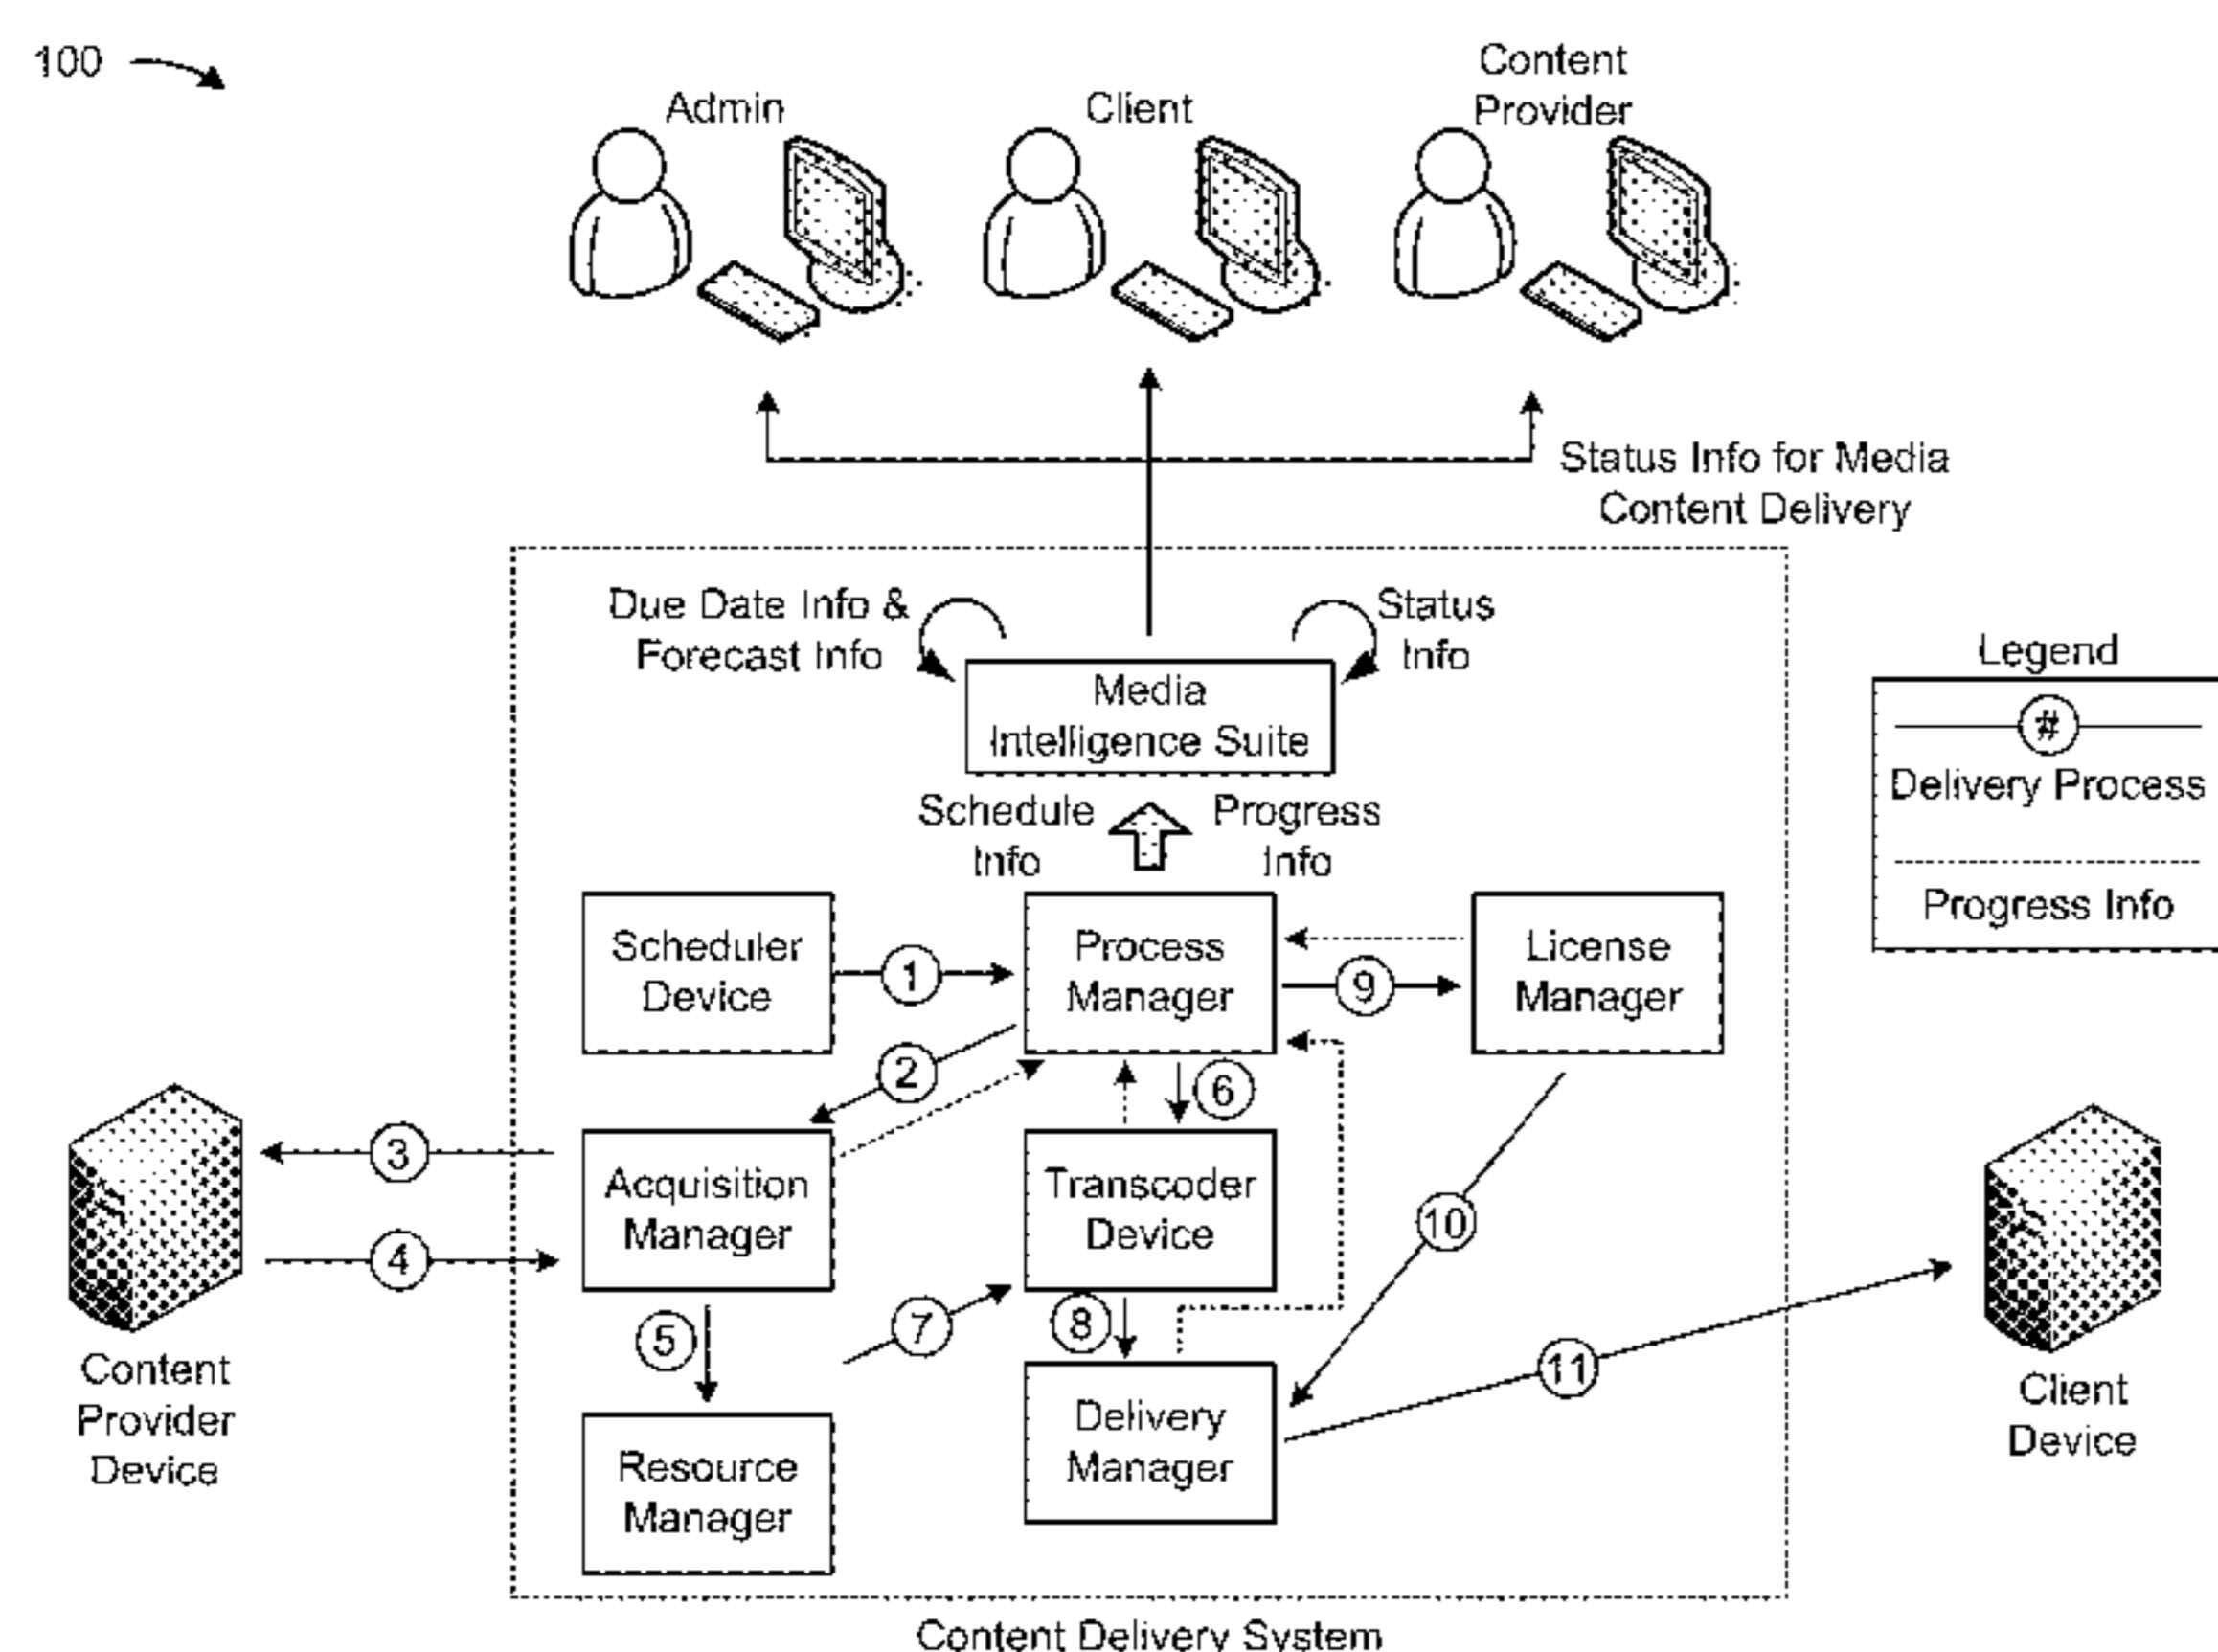 100
Admin
Client
Content
Provider
Status Info for Media
Content Delivery
Due Date Info &
Forecast Info
Status
Info
Media
Intelligence Suite
Legend
#
Delivery Process
Progress Info
Schedule
Info
Progress
Info
Scheduler
Device
1
Process
Manager
9
License
Manager
2
6
3
Acquisition
Manager
Transcoder
Device
10
4
5
7
8
11
Content
Provider
Device
Resource
Manager
Delivery
Manager
Client
Device
Content Delivery System